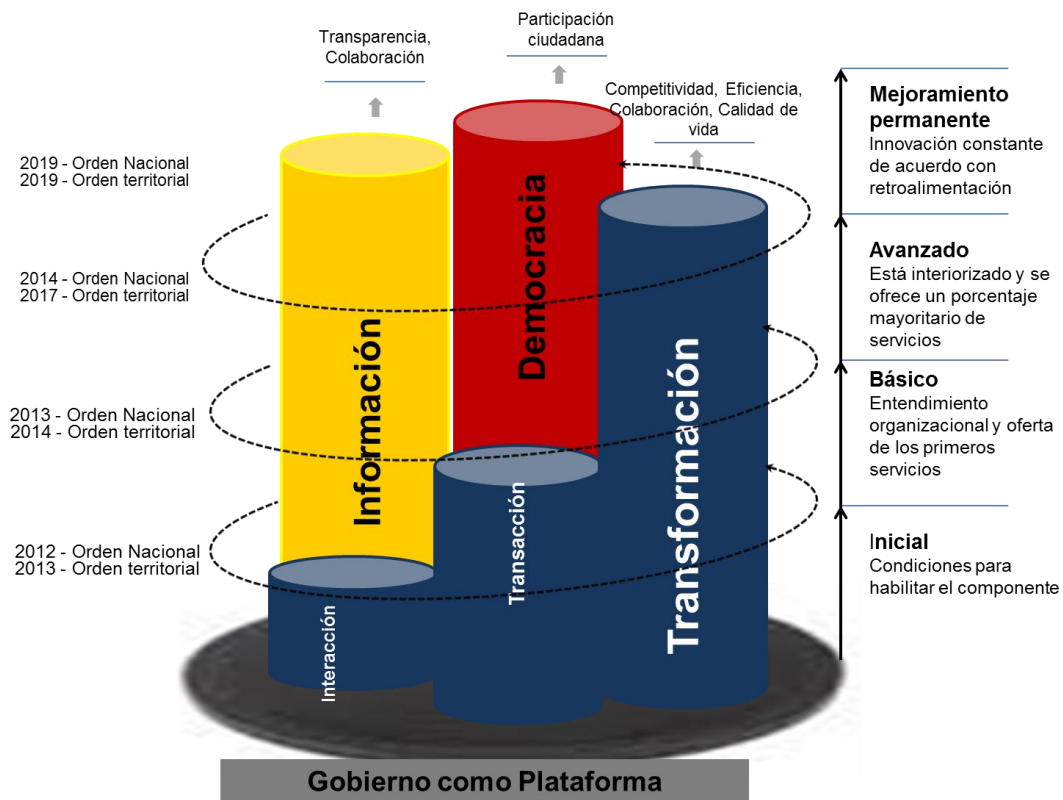 Transparencia,
Colaboración
Participación
ciudadana
Competitividad, Eficiencia,
Colaboración, Calidad de
vida
2019 - Orden Nacional
2019 - Orden territorial
2014 - Orden Nacional
2017 - Orden territorial
2013 - Orden Nacional
2014 - Orden territorial
2012 - Orden Nacional
2013 - Orden territorial
Información
Democracia
Transformación
Interacción
Transacción
Mejoramiento
permanente
Innovación constante
de acuerdo con
retroalimentación
Avanzado
Está interiorizado y se
ofrece un porcentaje
mayoritario de
servicios
Básico
Entendimiento
organizacional y oferta
de los primeros
servicios
Inicial
Condiciones para
habilitar el componente
Gobierno como Plataforma